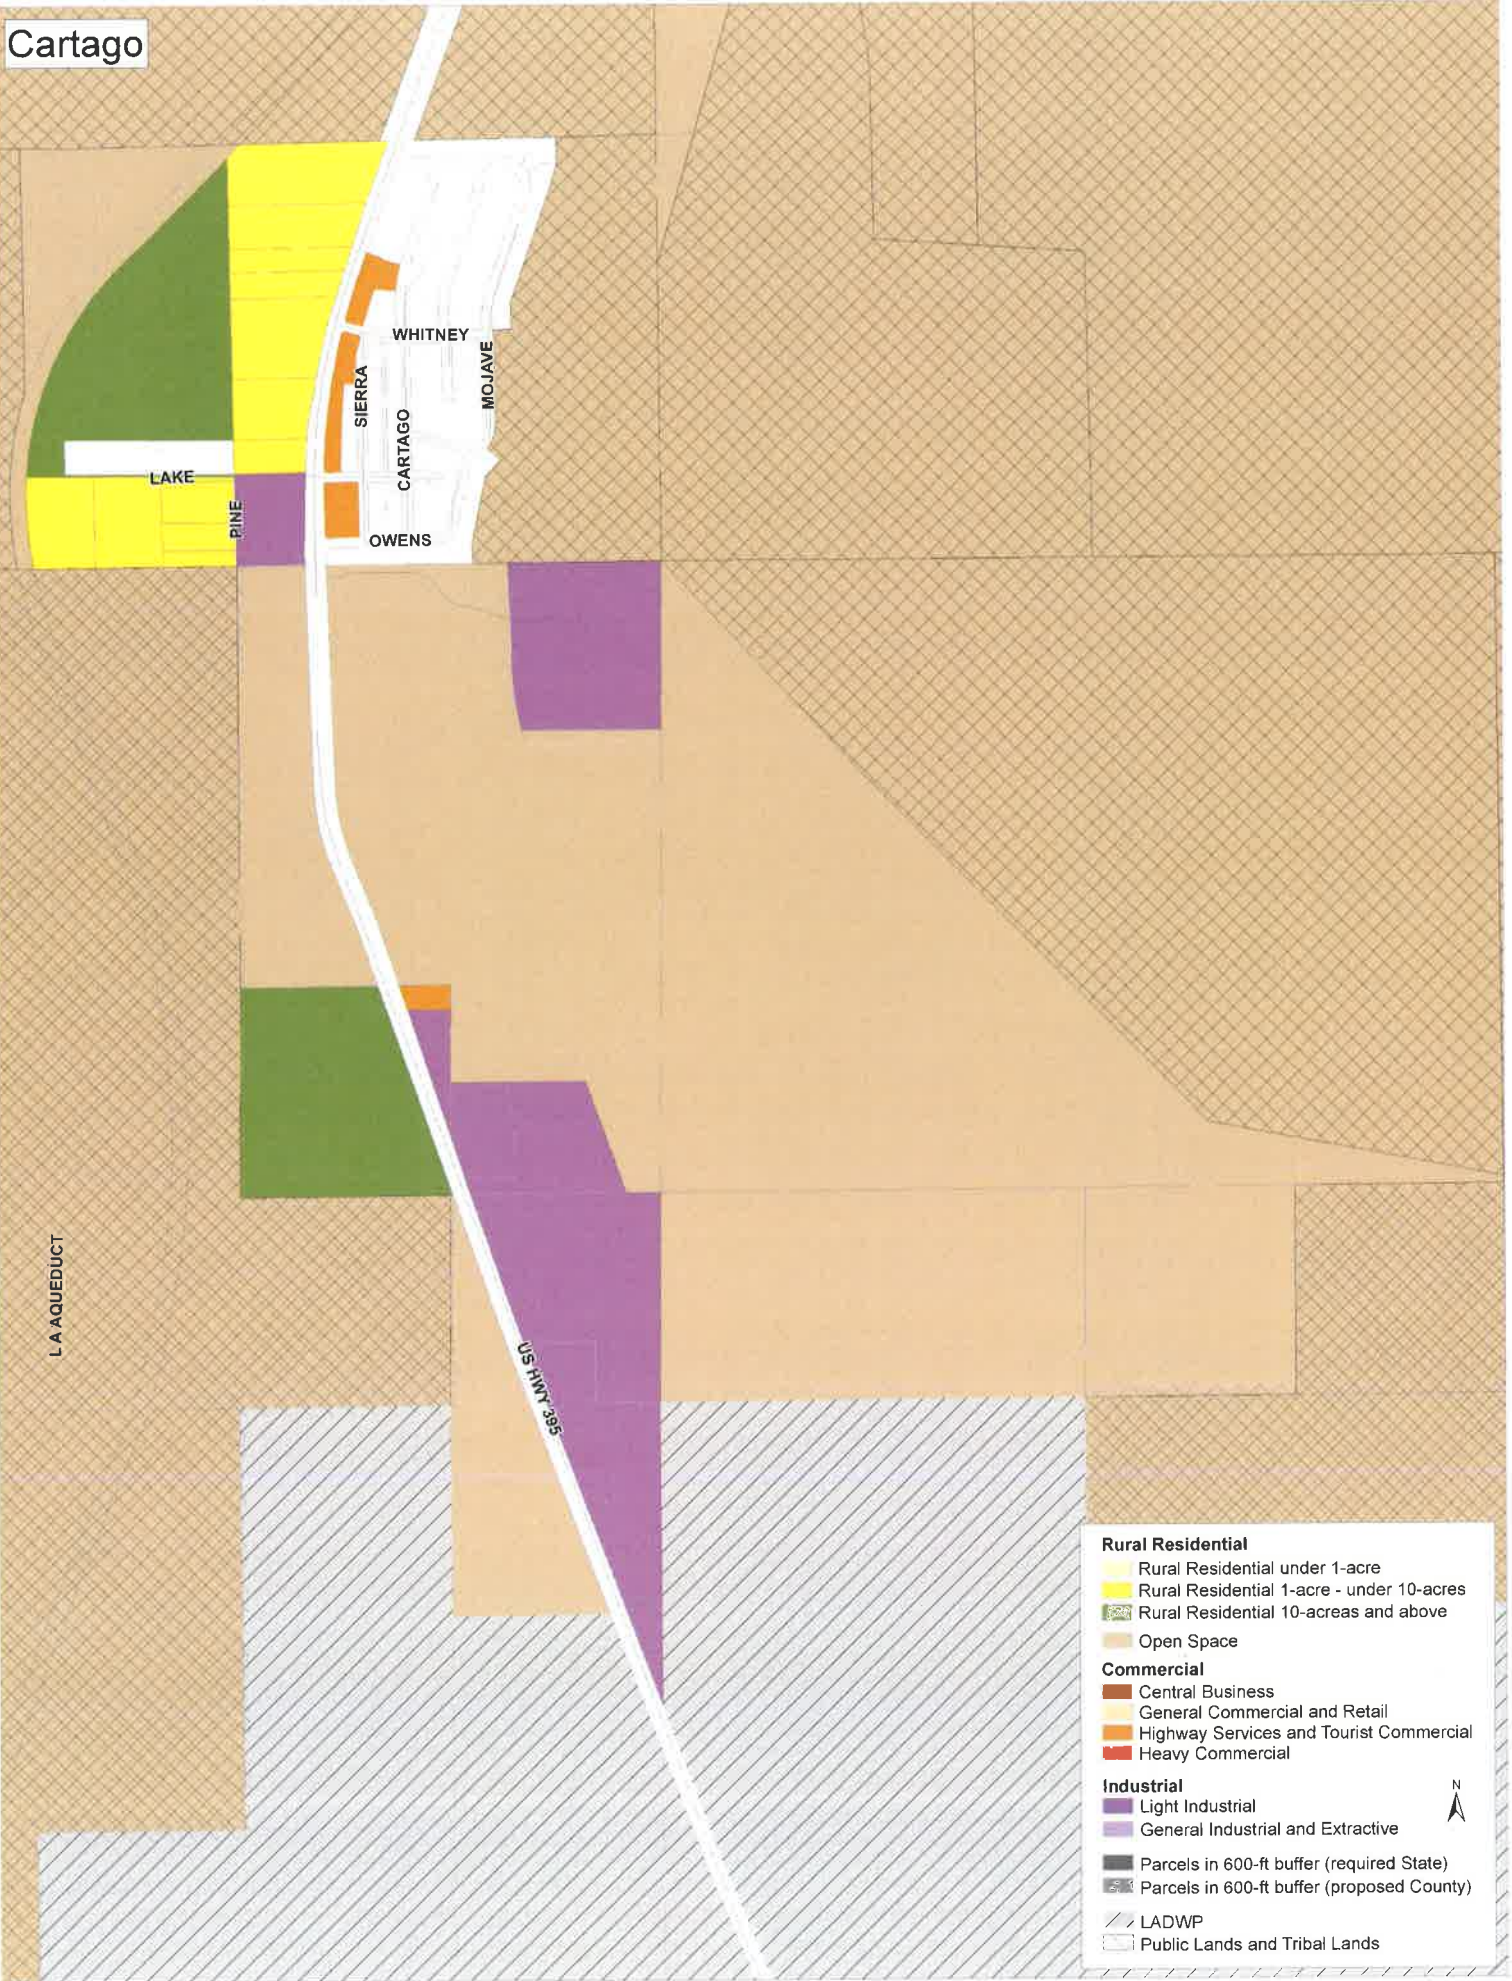 Cartago
WHITNEY
MOJAVE
SIERRA
CARTAGO
LAKE
PINE
OWENS
L A AQUEDUCT
US HWY 395
Rural Residential
Rural Residential under 1-acre
Rural Residential 1-acre - under 10-acres
Rural Residential 10-acreas and above
Open Space
Commercial
Central Business
General Commercial and Retail
Highway Services and Tourist Commercial
Heavy Commercial
Industrial
N
Light Industrial
General Industrial and Extractive
Parcels in 600-ft buffer (required State)
Parcels in 600-ft buffer (proposed County)
LADWP
Public Lands and Tribal Lands